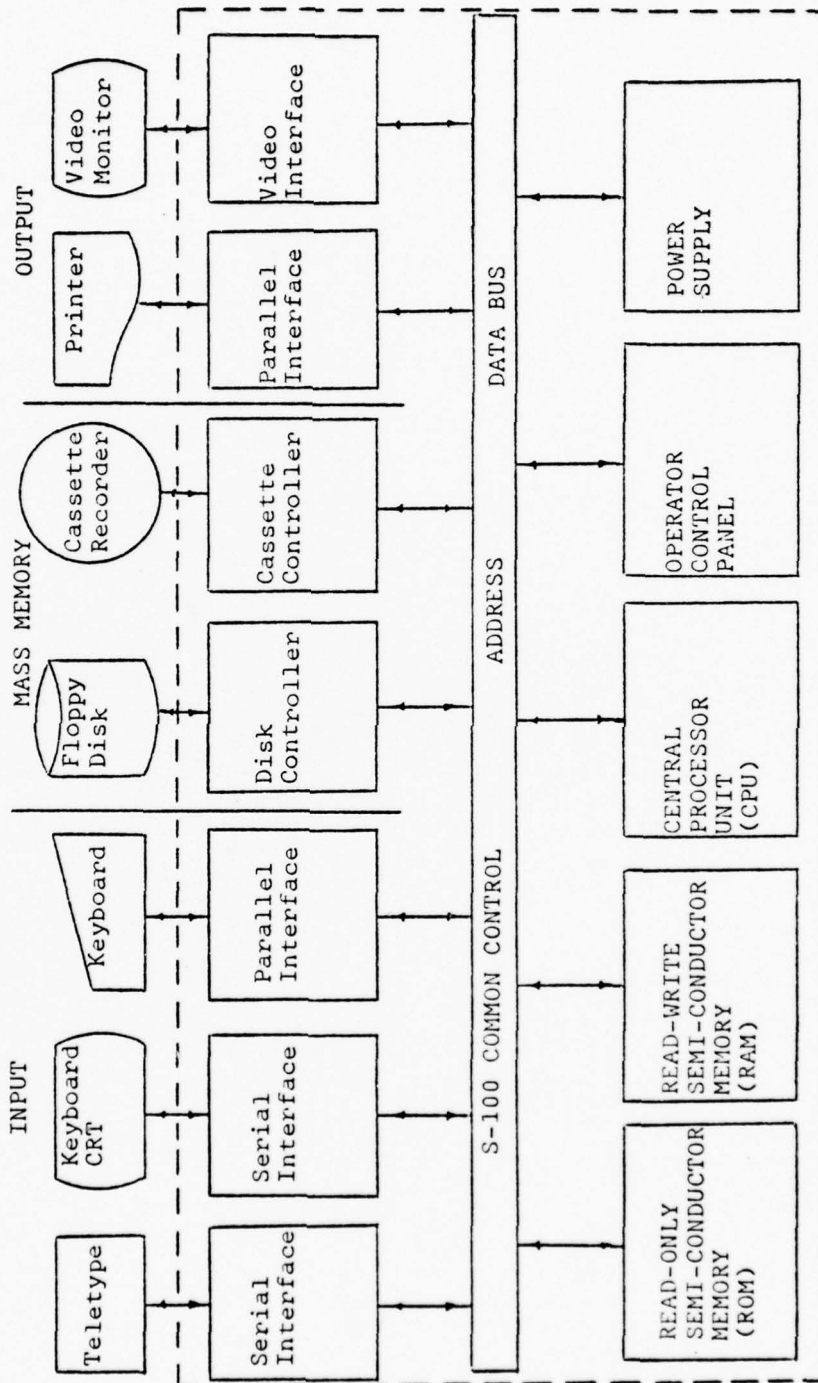 INPUT
MASS MEMORY
OUTPUT
Teletype
Keyboard
CRT
Keyboard
Floppy
Disk
Cassette
Recorder
Printer
Video
Monitor
Serial
Interface
Serial
Interface
Parallel
Interface
Disk
Controller
Cassette
Controller
Parallel
Interface
Video
Interface
S-100 COMMON CONTROL ADDRESS DATA BUS
READ-ONLY
SEMI-CONDUCTOR
MEMORY
(ROM)
READ-WRITE
SEMI-CONDUCTOR
MEMORY
(RAM)
CENTRAL
PROCESSOR
UNIT
(CPU)
OPERATOR
CONTROL
PANEL
POWER
SUPPLY